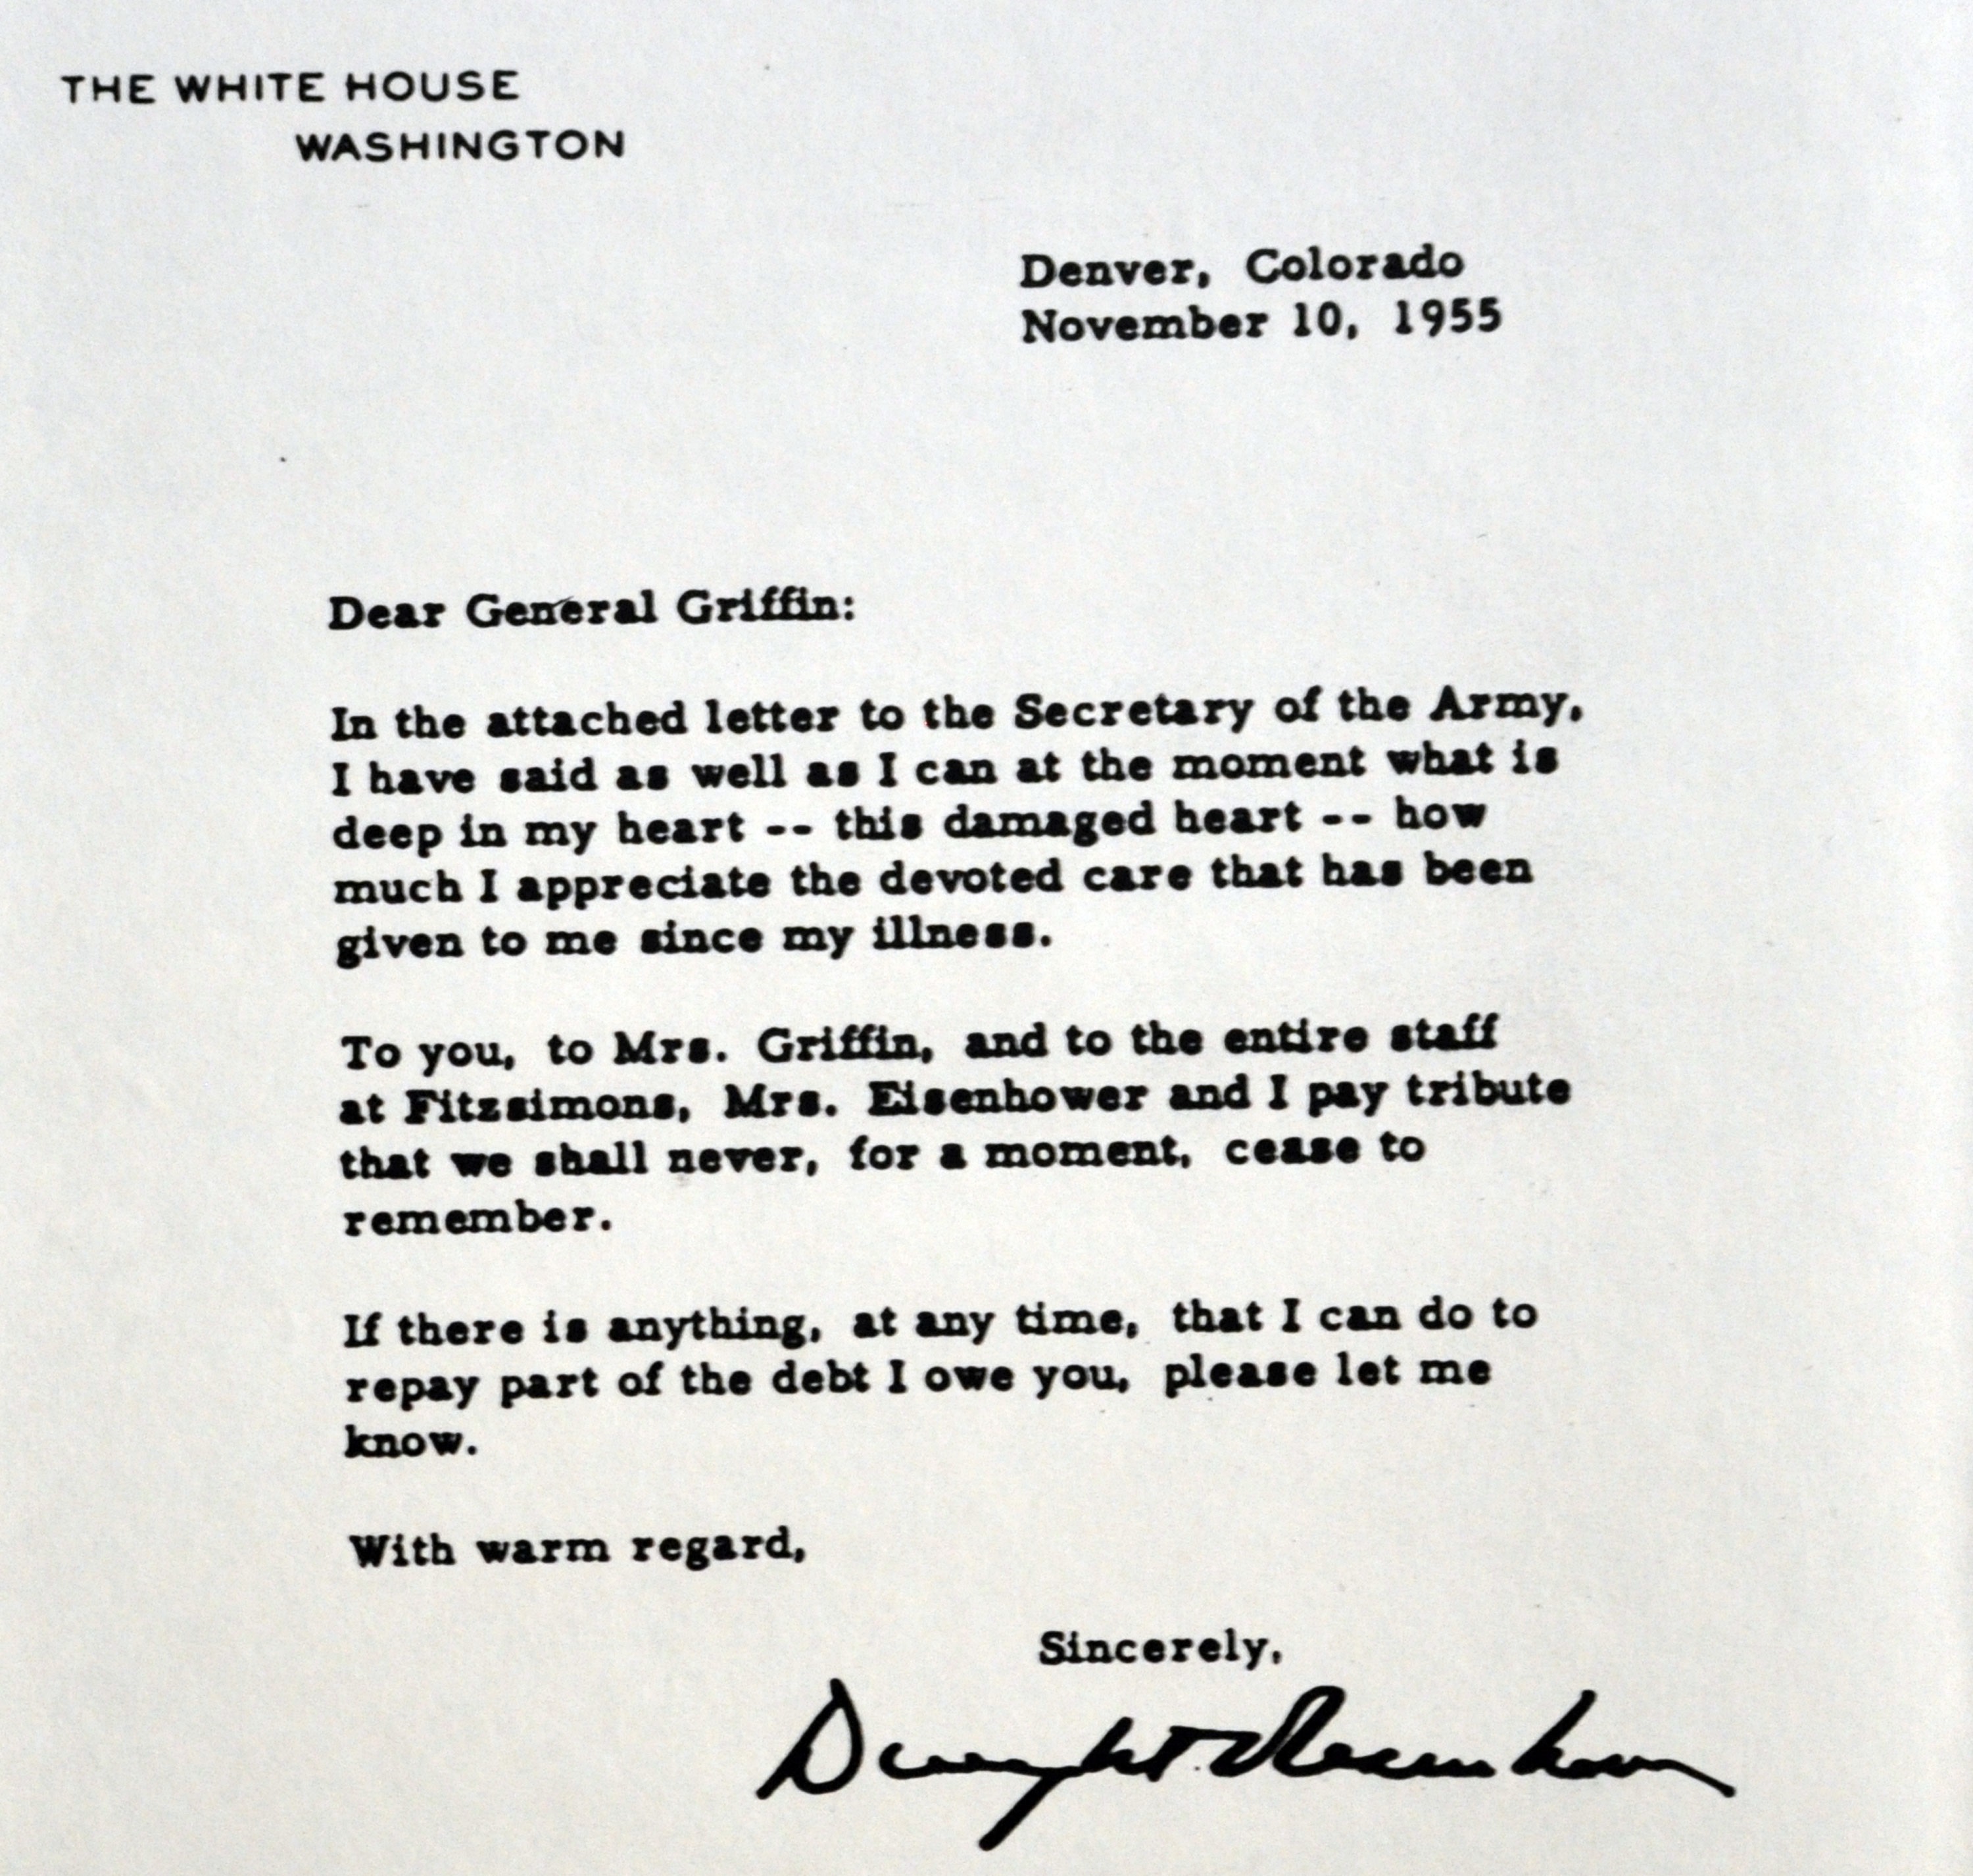 THE WHITE HOUSE
WASHINGTON
Denver, Colorado
November 10, 1955
Dear General Griffin:
In the attached letter to the Secretary of the Army,
I have said as well as I can at the moment what is
deep in my heart -- this damaged heart -- how
much I appreciate the devoted care that has been
given to me since my illness.
To you, to Mrs. Griffin, and to the entire staff
at Fitzsimons, Mrs. Eisenhower and I pay tribute
that we shall never, for a moment, cease to
remember.
If there is anything, at any time, that I can do to
repay part of the debt I owe you, please let me
know.
With warm regard,
Sincerely,
Dwight Eisenhower